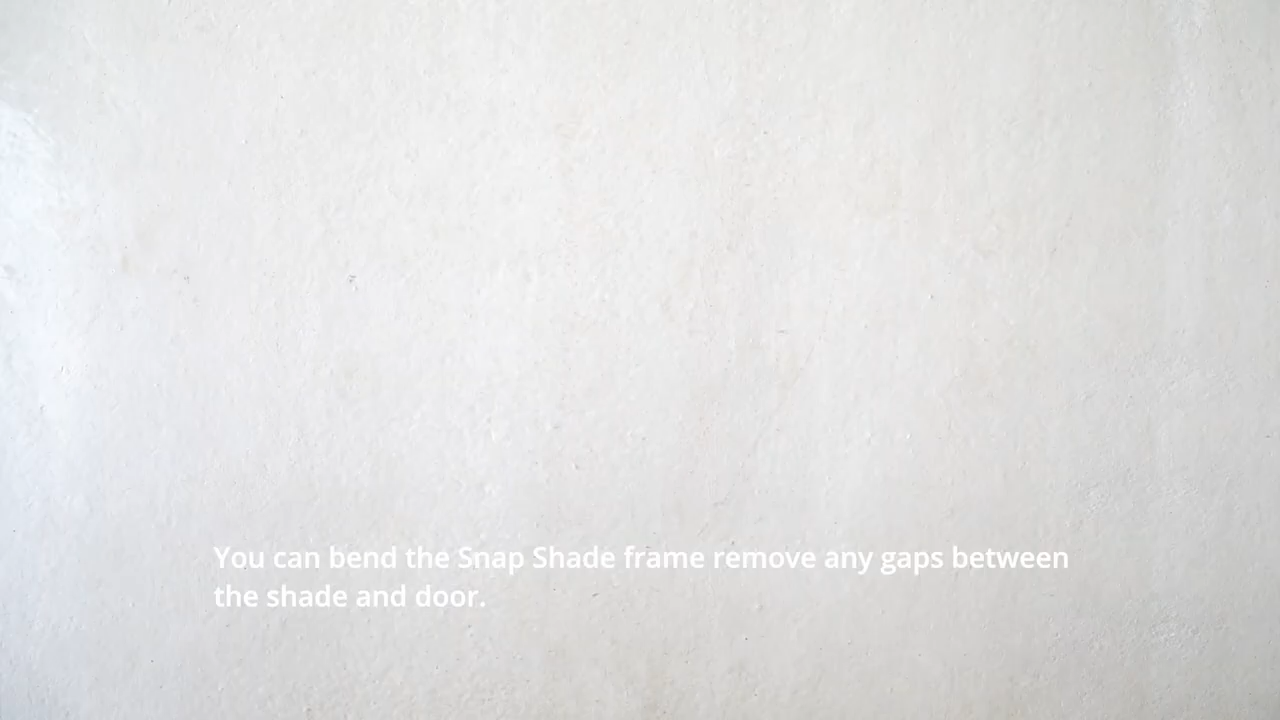 You can bend the Snap Shade frame remove any gaps between
the shade and door.